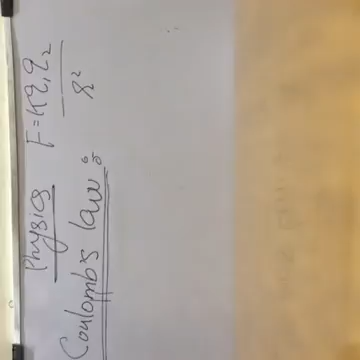 Physics
Coulomb's law:
F = Kq₁q₂
r²